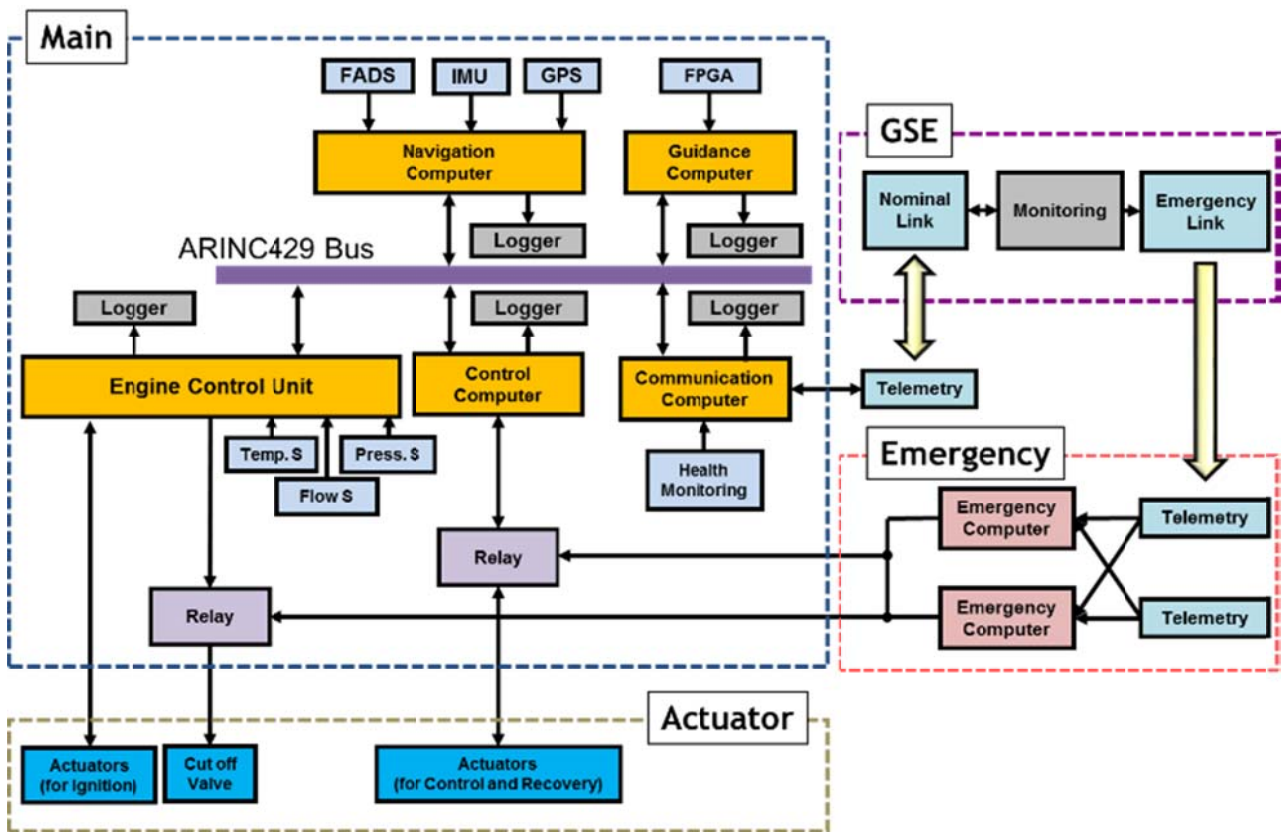 Main
FADS
IMU
GPS
FPGA
Navigation
Computer
Guidance
Computer
Logger
Logger
ARINC429 Bus
Logger
Logger
Logger
Engine Control Unit
Control
Computer
Communication
Computer
Temp. S
Press. S
Flow S
Health
Monitoring
Relay
Relay
GSE
Nominal
Link
Monitoring
Emergency
Link
Telemetry
Emergency
Emergency
Computer
Telemetry
Emergency
Computer
Telemetry
Actuator
Actuators
(for Ignition)
Cut off
Valve
Actuators
(for Control and Recovery)